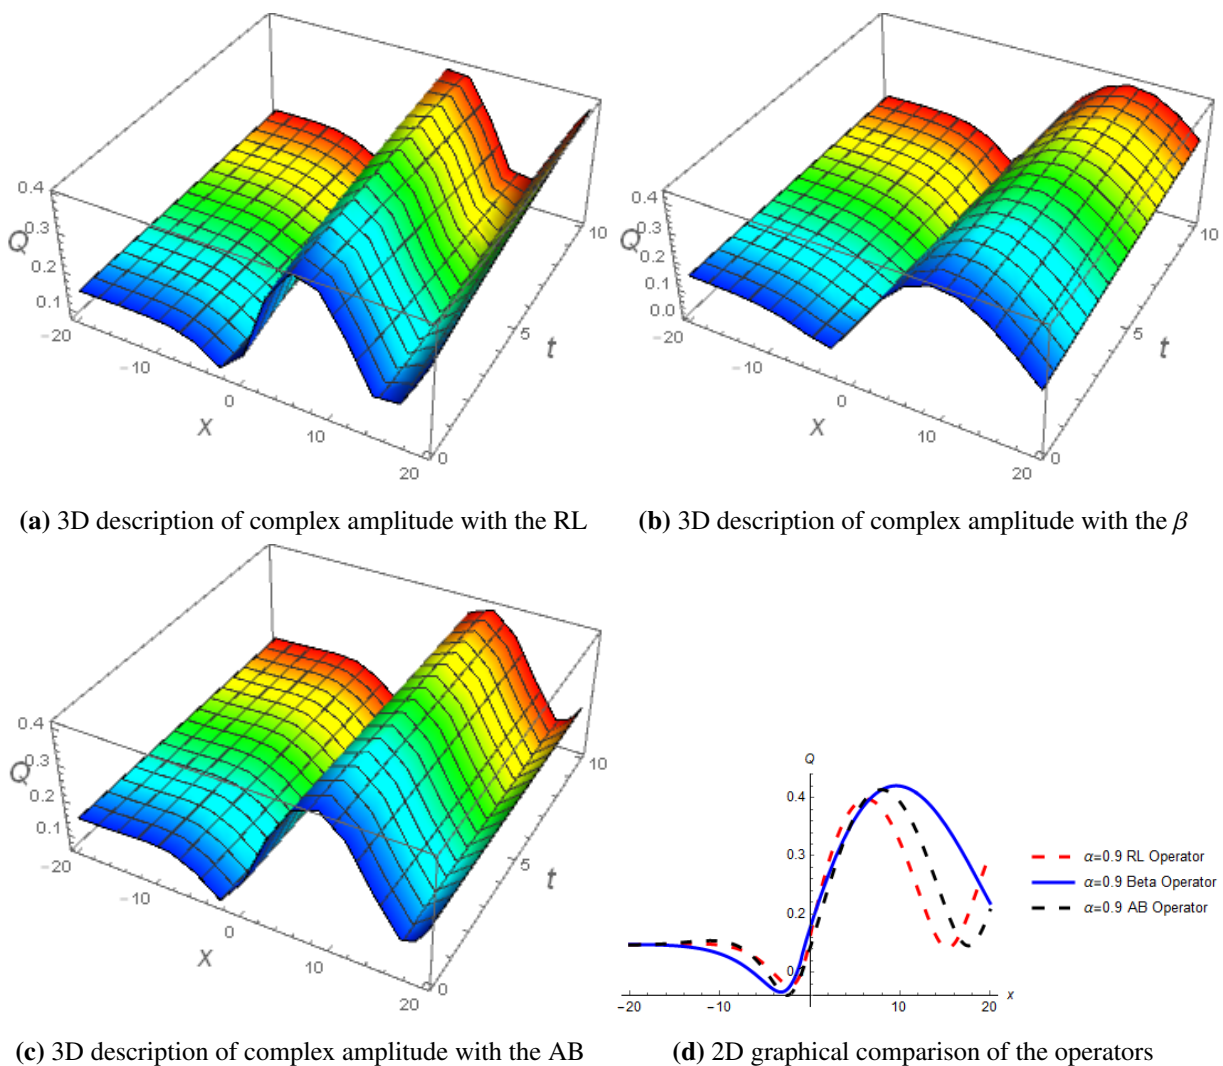 0.4
0.3
Q
0.2
0.1
-20
-10
0
X
10
20
0
5
t
10
0.4
0.3
Q
0.2
0.1
0.0
-20
-10
0
X
10
20
0
5
t
10
(a) 3D description of complex amplitude with the RL
(b) 3D description of complex amplitude with the β
0.4
0.3
Q
0.2
0.1
-20
-10
0
X
10
20
0
5
t
10
Q
0.4
0.3
0.2
-20
-10
10
20
x
α=0.9 RL Operator
α=0.9 Beta Operator
α=0.9 AB Operator
(c) 3D description of complex amplitude with the AB
(d) 2D graphical comparison of the operators